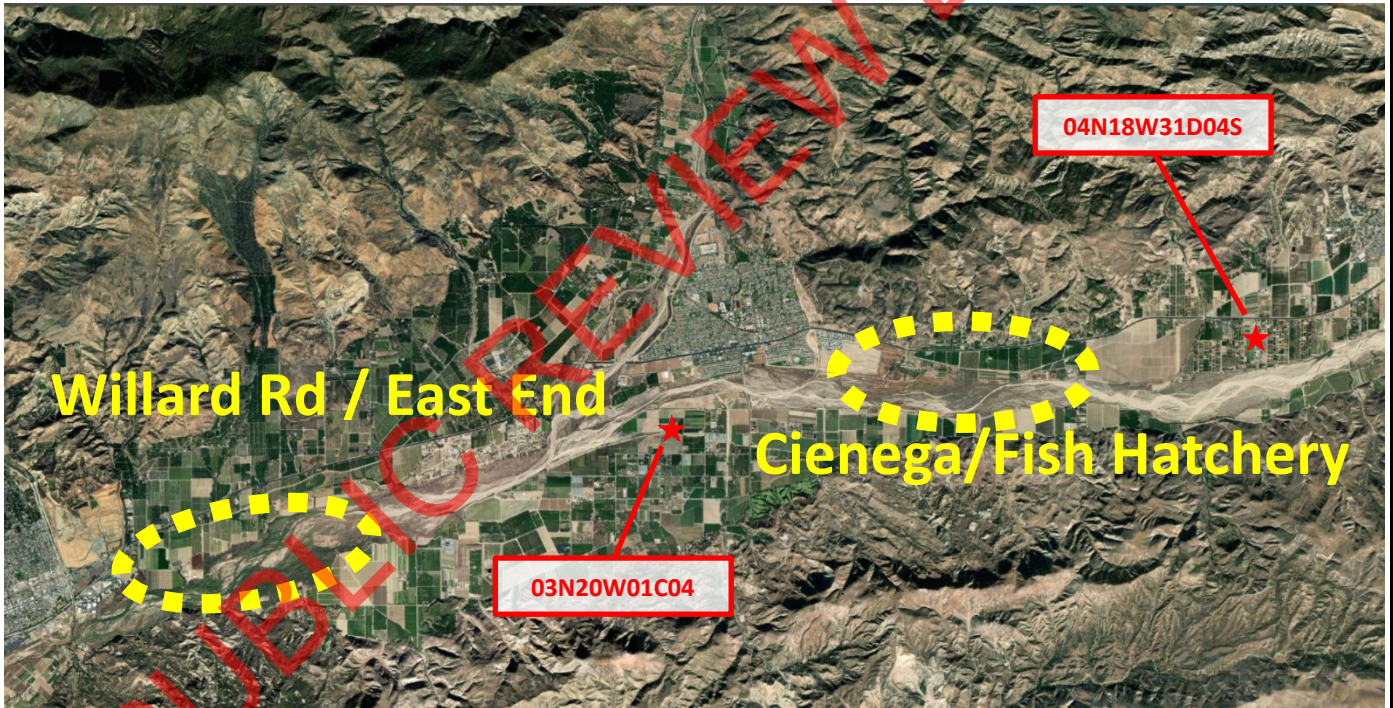 04N18W31D04S
Willard Rd / East End
Cienega/Fish Hatchery
03N20W01C04
PUBLIC REVIEW